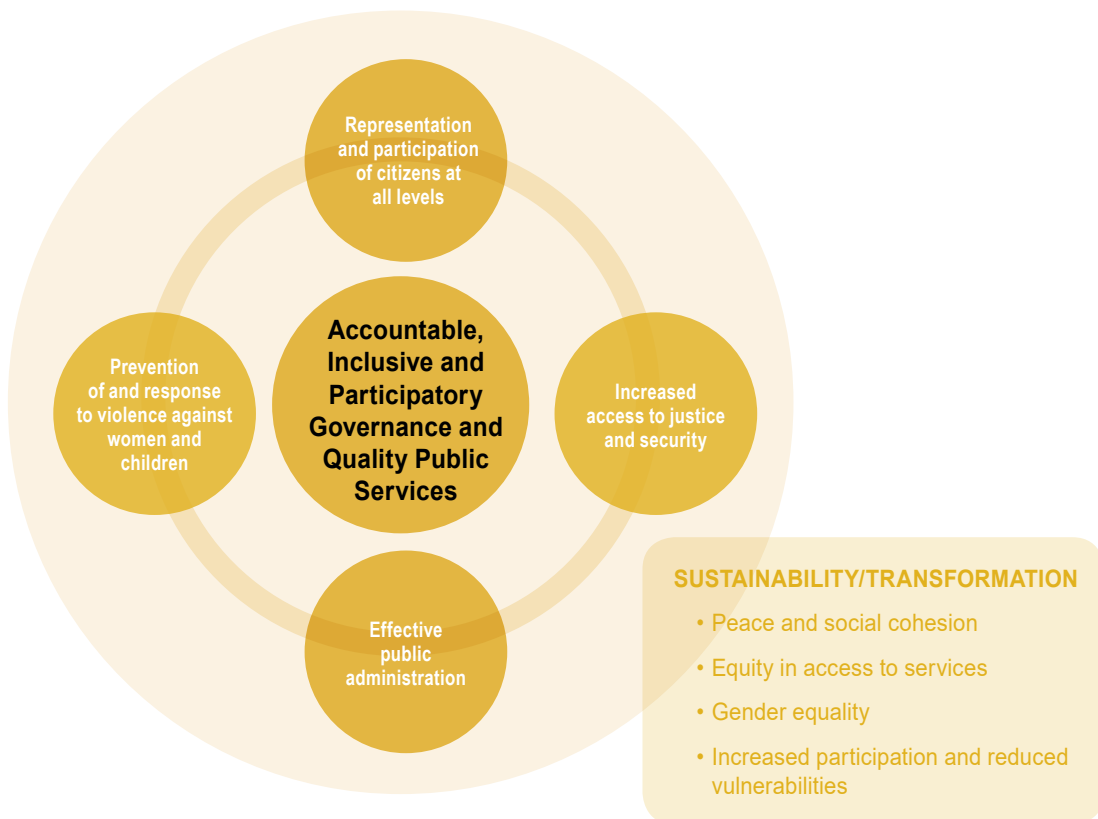 Representation
and participation
of citizens at
all levels
Prevention
of and response
to violence against
women and
children
Accountable,
Inclusive and
Participatory
Governance and
Quality Public
Services
Increased
access to justice
and security
Effective
public
administration
SUSTAINABILITY/TRANSFORMATION
• Peace and social cohesion
• Equity in access to services
• Gender equality
• Increased participation and reduced
vulnerabilities